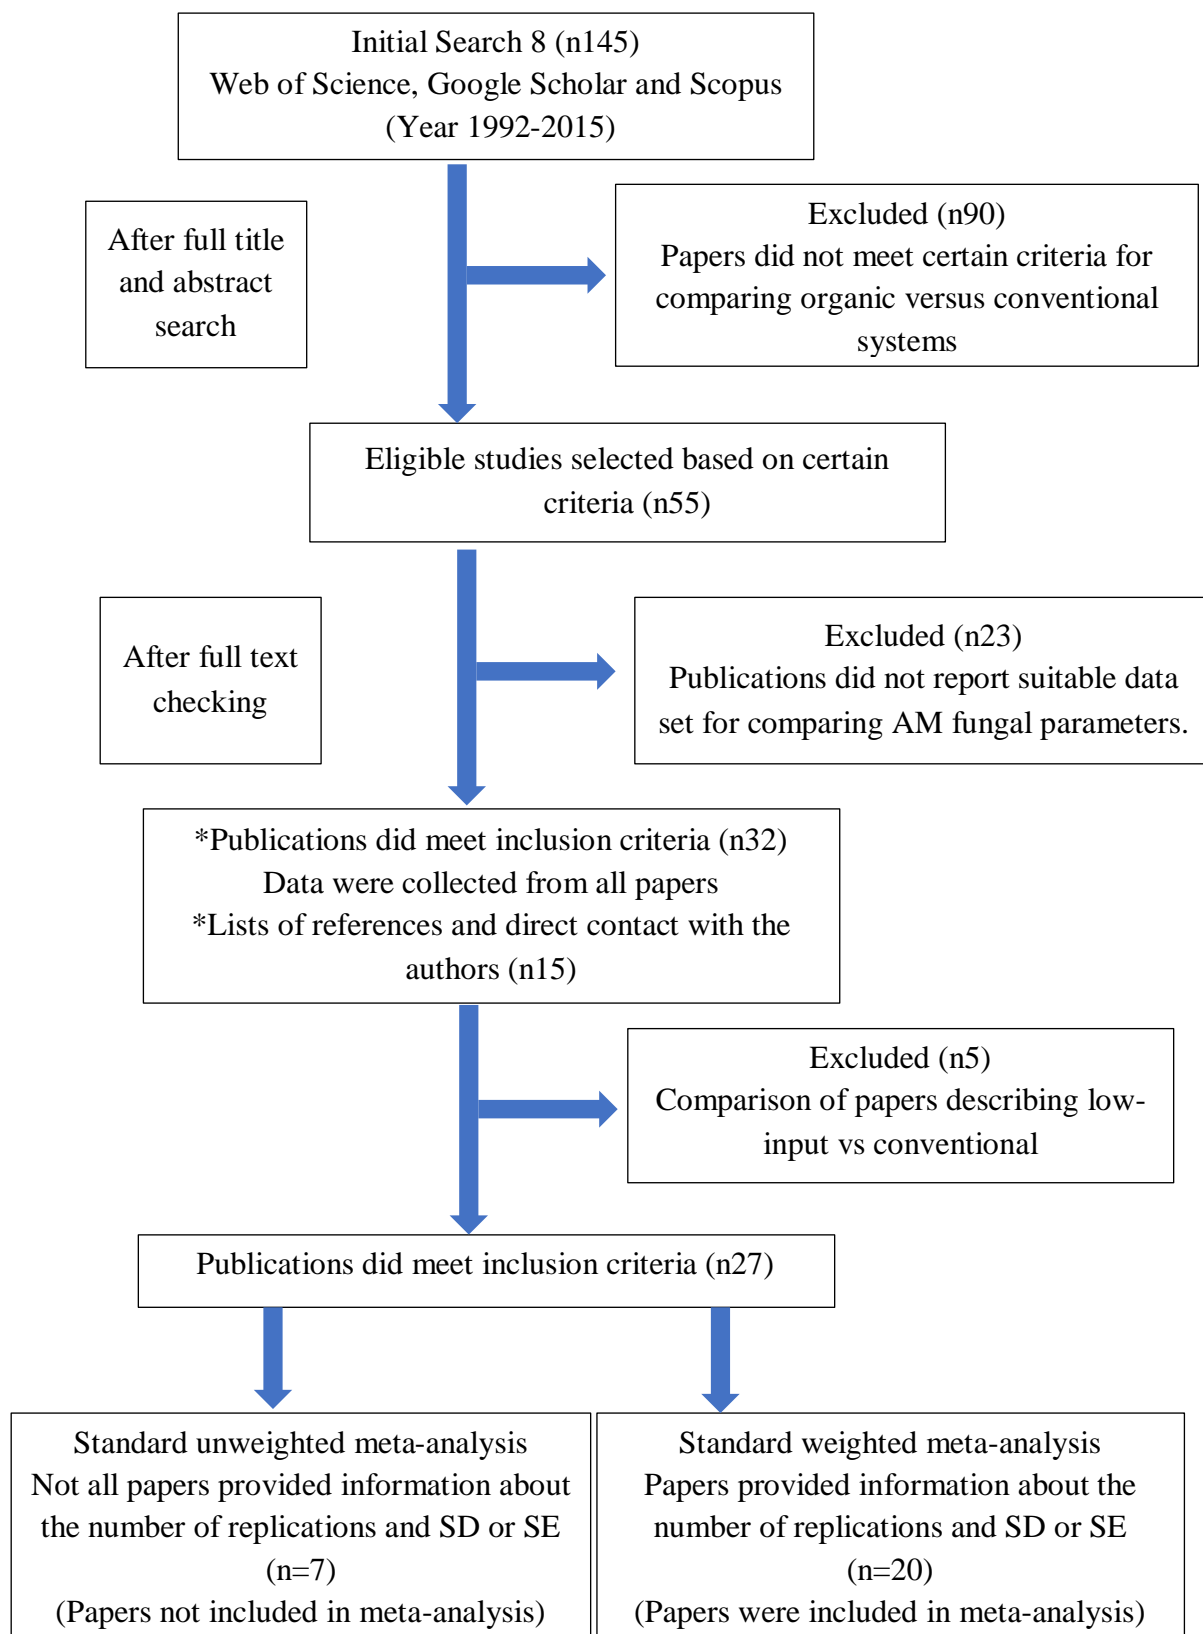 Initial Search 8 (n145)
Web of Science, Google Scholar and Scopus
(Year 1992-2015)
After full title
and abstract
search
Excluded (n90)
Papers did not meet certain criteria for
comparing organic versus conventional
systems
Eligible studies selected based on certain
criteria (n55)
After full text
checking
Excluded (n23)
Publications did not report suitable data
set for comparing AM fungal parameters.
*Publications did meet inclusion criteria (n32)
Data were collected from all papers
*Lists of references and direct contact with the
authors (n15)
Excluded (n5)
Comparison of papers describing low-
input vs conventional
Publications did meet inclusion criteria (n27)
Standard unweighted meta-analysis
Not all papers provided information about
the number of replications and SD or SE
(n=7)
(Papers not included in meta-analysis)
Standard weighted meta-analysis
Papers provided information about the
number of replications and SD or SE
(n=20)
(Papers were included in meta-analysis)